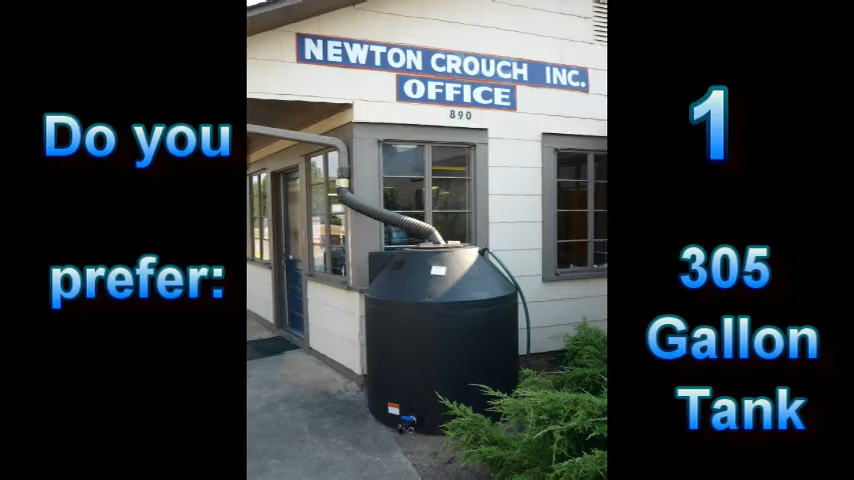 Do you
prefer:
NEWTON CROUCH INC.
OFFICE
890
1
305
Gallon
Tank